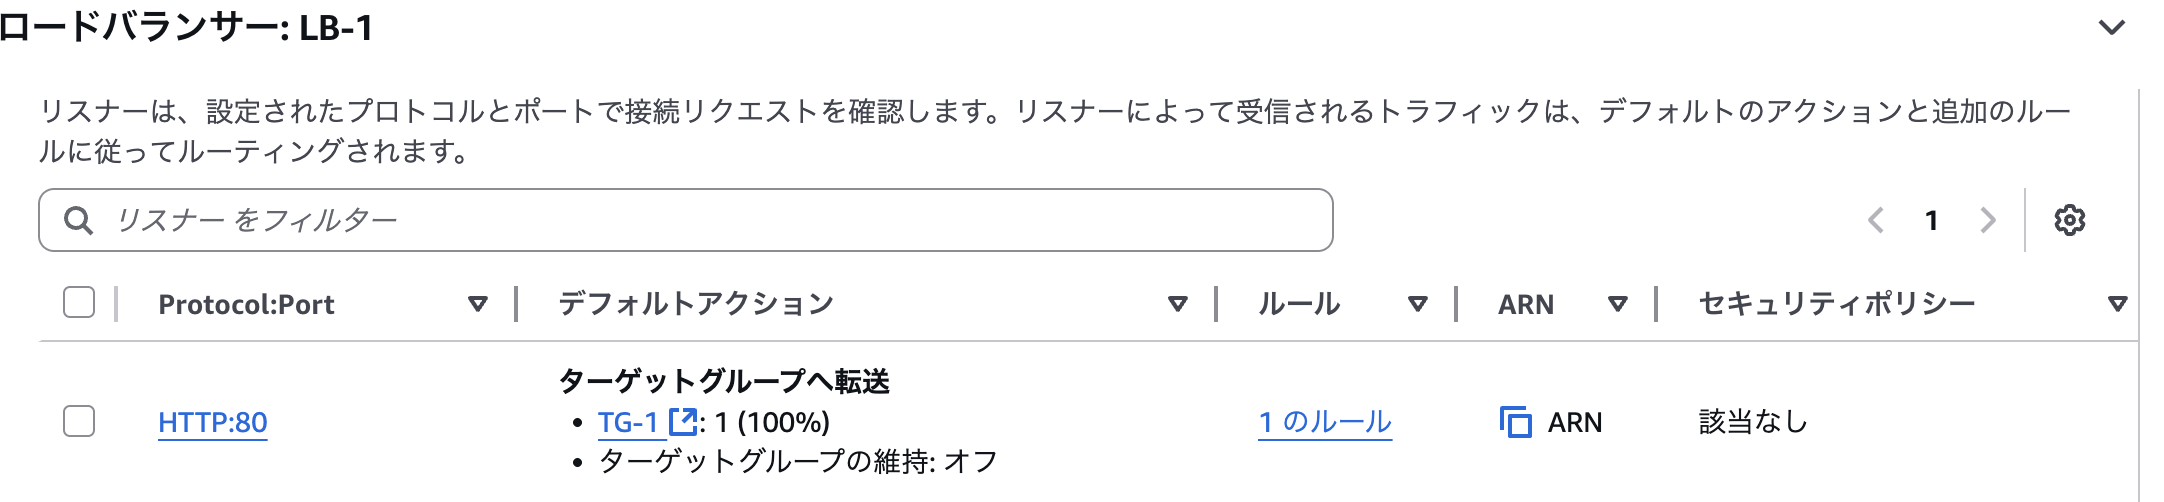 ロードバランサー: LB-1
リスナーは、設定されたプロトコルとポートで接続リクエストを確認します。リスナーによって受信されるトラフィックは、デフォルトのアクションと追加のルー
ルに従ってルーティングされます。
リスナー をフィルター
1
Protocol:Port デフォルトアクション ルール ARN セキュリティポリシー
ターゲットグループへ転送
HTTP:80 • TG-1 : 1 (100%) 1 のルール ARN 該当なし
• ターゲットグループの維持: オフ